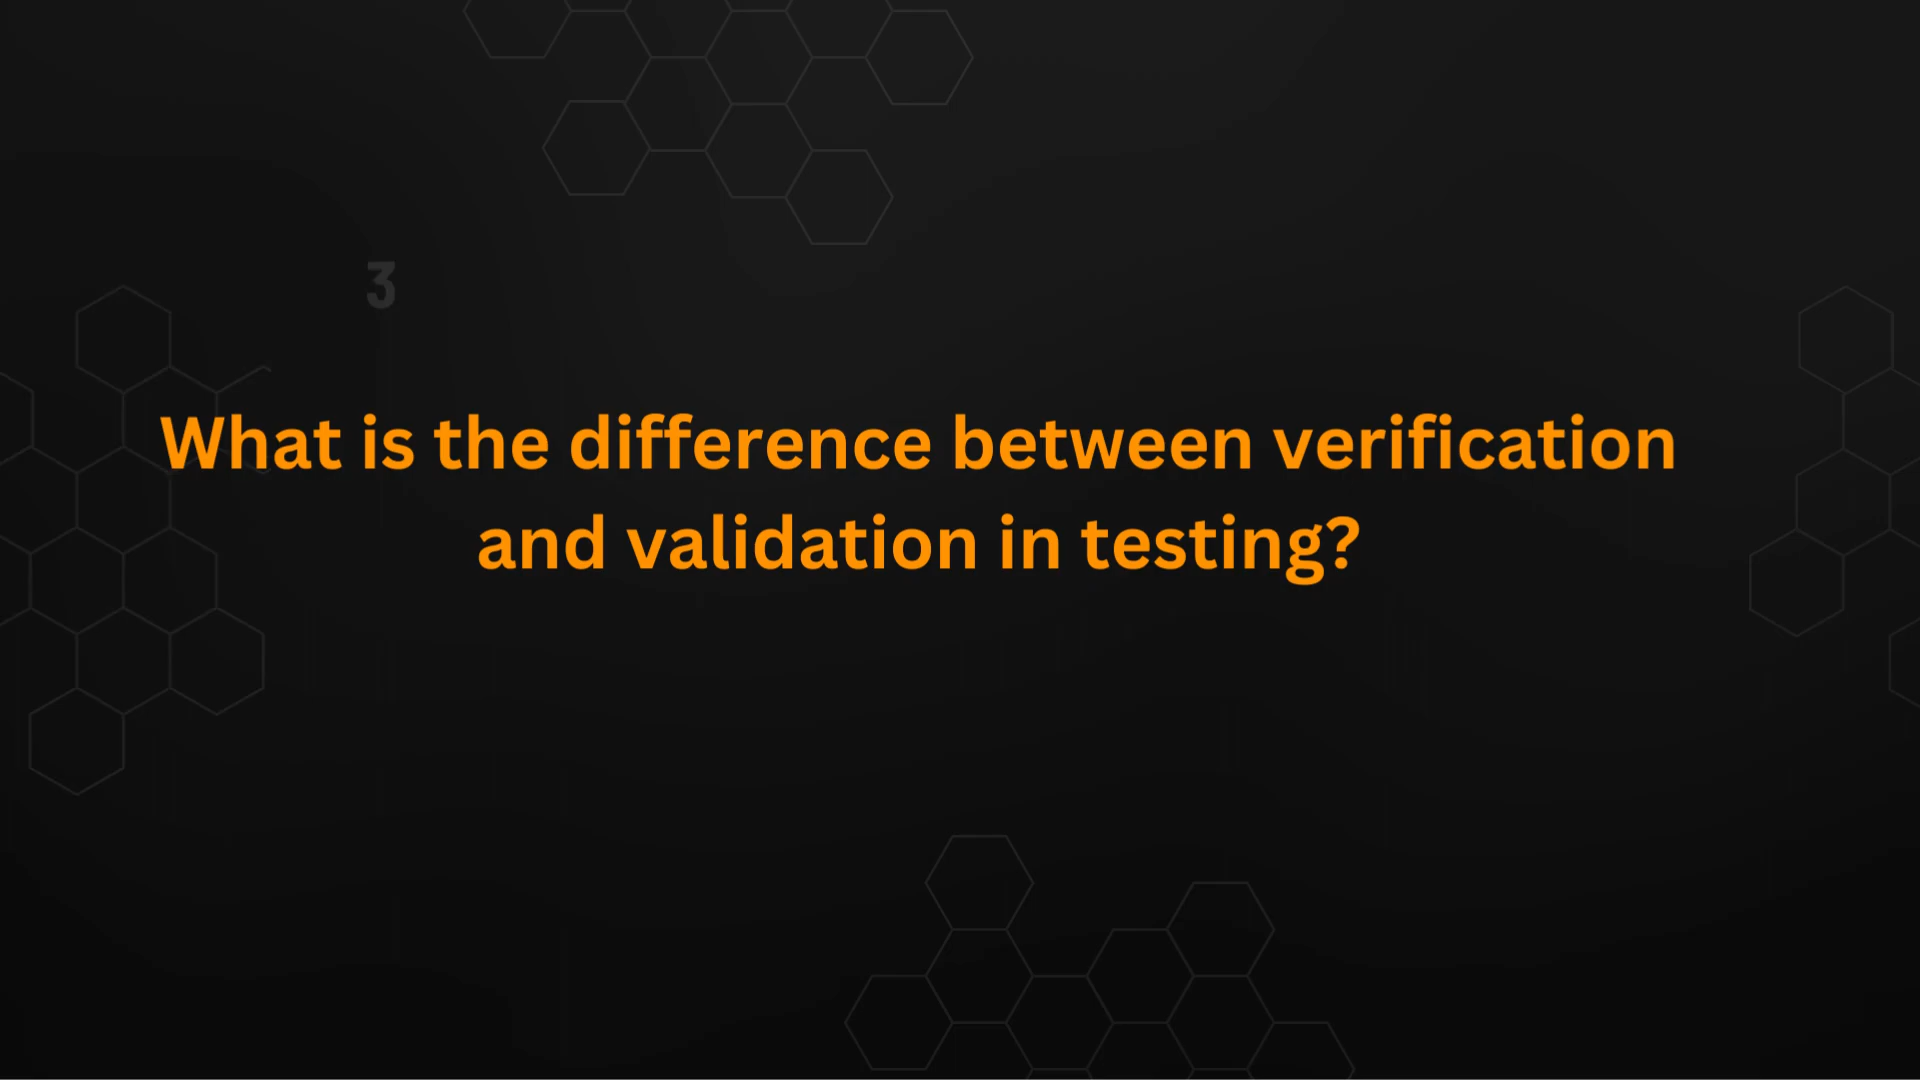 3
What is the difference between verification
and validation in testing?